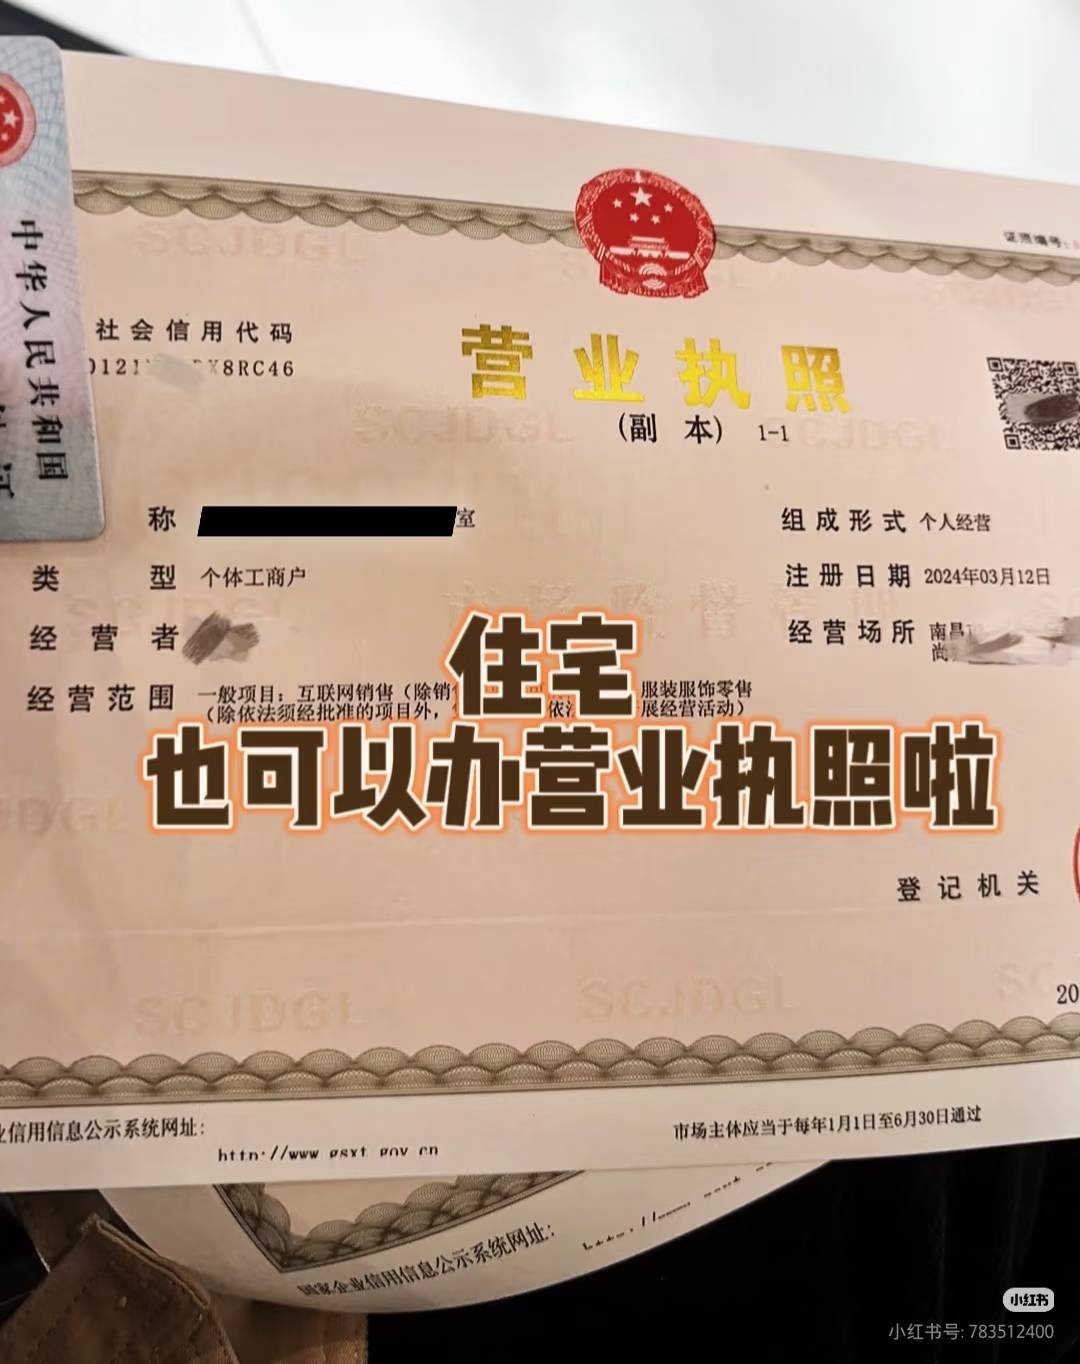 中华人民共和国
证照编号:
社会信用代码
营业执照
(副 本) 1-1
称
室
组成形式 个人经营
类 型 个体工商户
注册日期 2024年03月12日
经营者
经营场所 南昌
尚
经营范围 一般项目：互联网销售（除销
服装服饰零售
（除依法须经批准的项目外，
依法
展经营活动）
住宅
也可以办营业执照啦
登记机关
20
业信用信息公示系统网址：
http://www.gsxt.gov.cn
市场主体应当于每年1月1日至6月30日通过
国家企业信用信息公示系统网址：
小红书
小红书号: 783512400